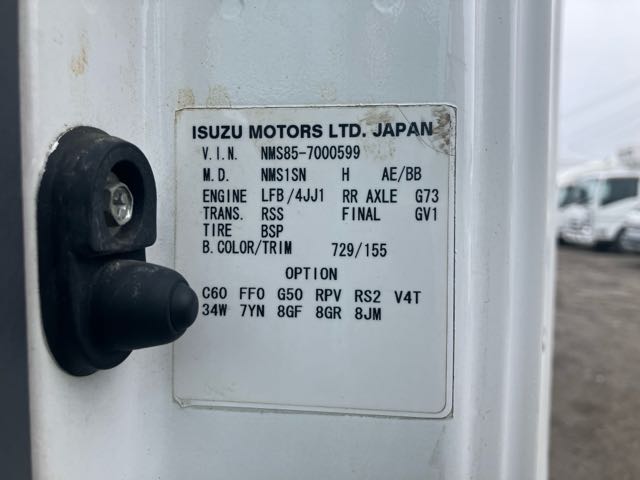 ISUZU MOTORS LTD. JAPAN
V.I.N. NMS85-7000599
M.D. NMS1SN H AE/BB
ENGINE LFB/4JJ1 RR AXLE G73
TRANS. RSS FINAL GV1
TIRE BSP
B.COLOR/TRIM 729/155
OPTION
C60 FF0 G50 RPV RS2 V4T
34W 7YN 8GF 8GR 8JM